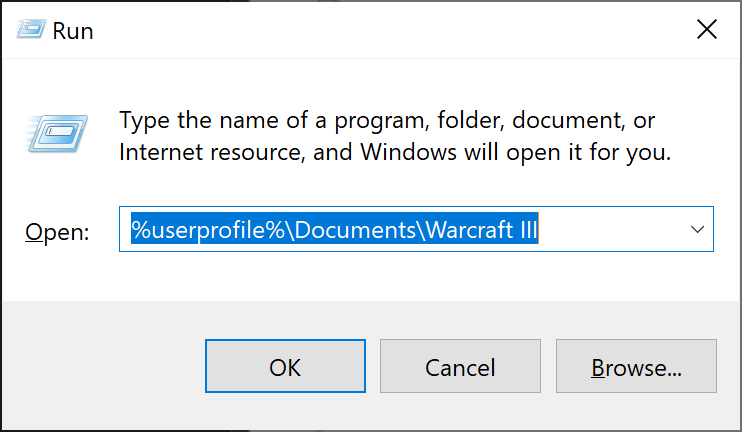 Run
Type the name of a program, folder, document, or
Internet resource, and Windows will open it for you.
Open: %userprofile%\Documents\Warcraft III
OK Cancel Browse...